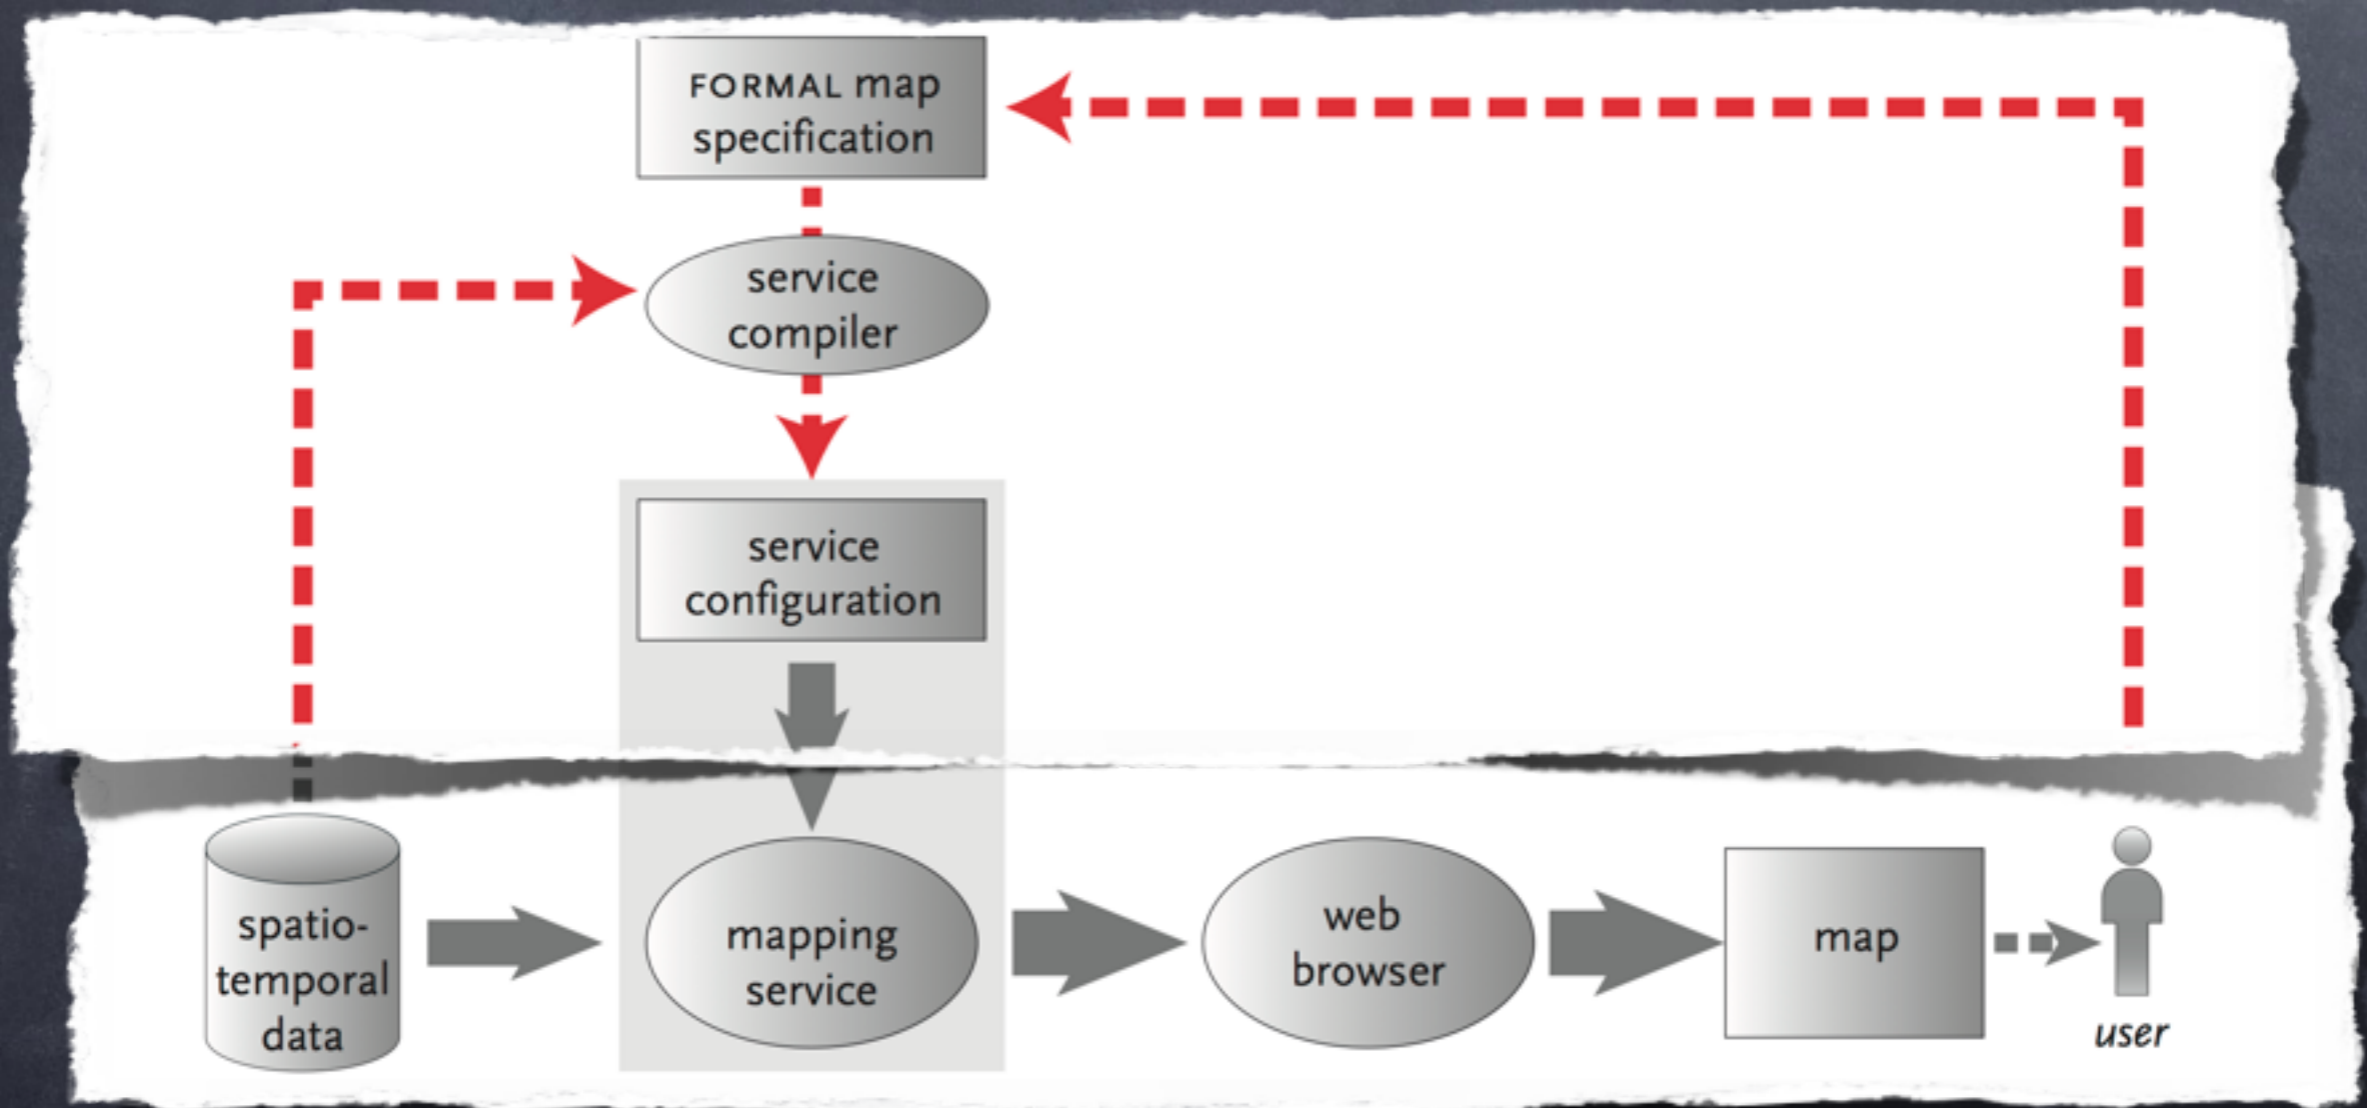 FORMAL map
specification
service
compiler
service
configuration
spatio-
temporal
data
mapping
service
web
browser
map
user